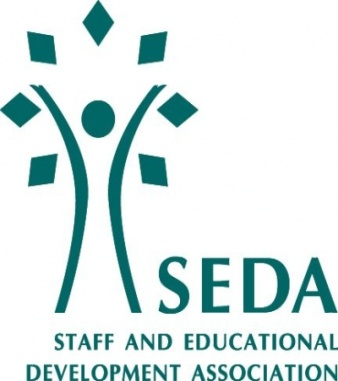 SEDA
STAFF AND EDUCATIONAL
DEVELOPMENT ASSOCIATION